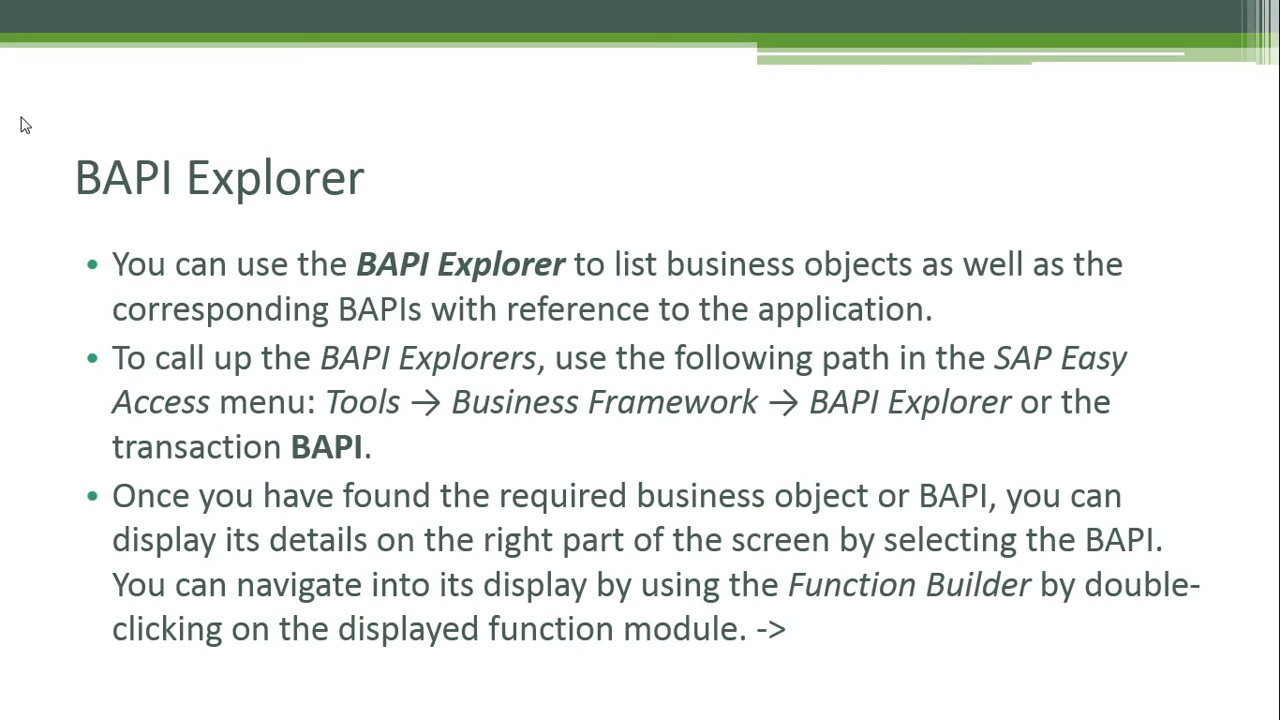 BAPI Explorer
• You can use the BAPI Explorer to list business objects as well as the
corresponding BAPIs with reference to the application.
• To call up the BAPI Explorers, use the following path in the SAP Easy
Access menu: Tools → Business Framework → BAPI Explorer or the
transaction BAPI.
• Once you have found the required business object or BAPI, you can
display its details on the right part of the screen by selecting the BAPI.
You can navigate into its display by using the Function Builder by double-
clicking on the displayed function module. ->